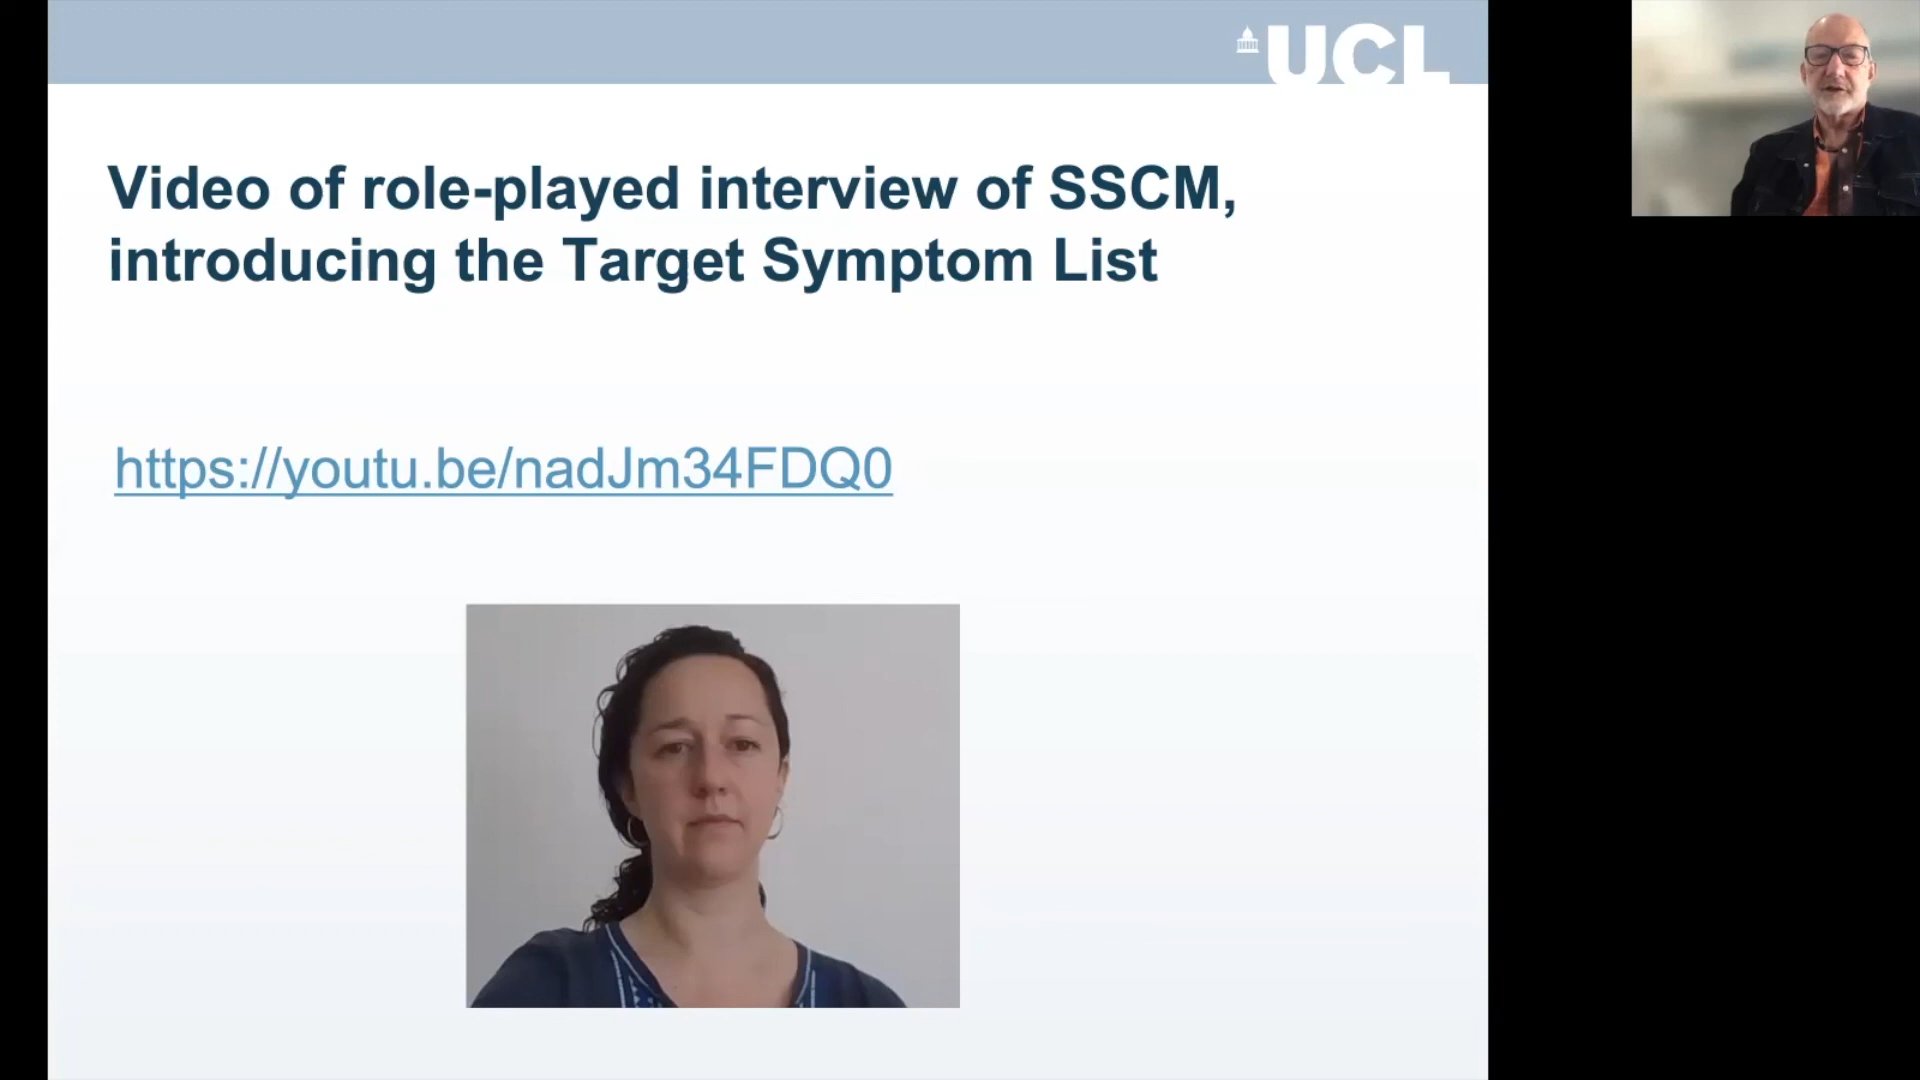 UCL
Video of role-played interview of SSCM,
introducing the Target Symptom List
https://youtu.be/nadJm34FDQ0